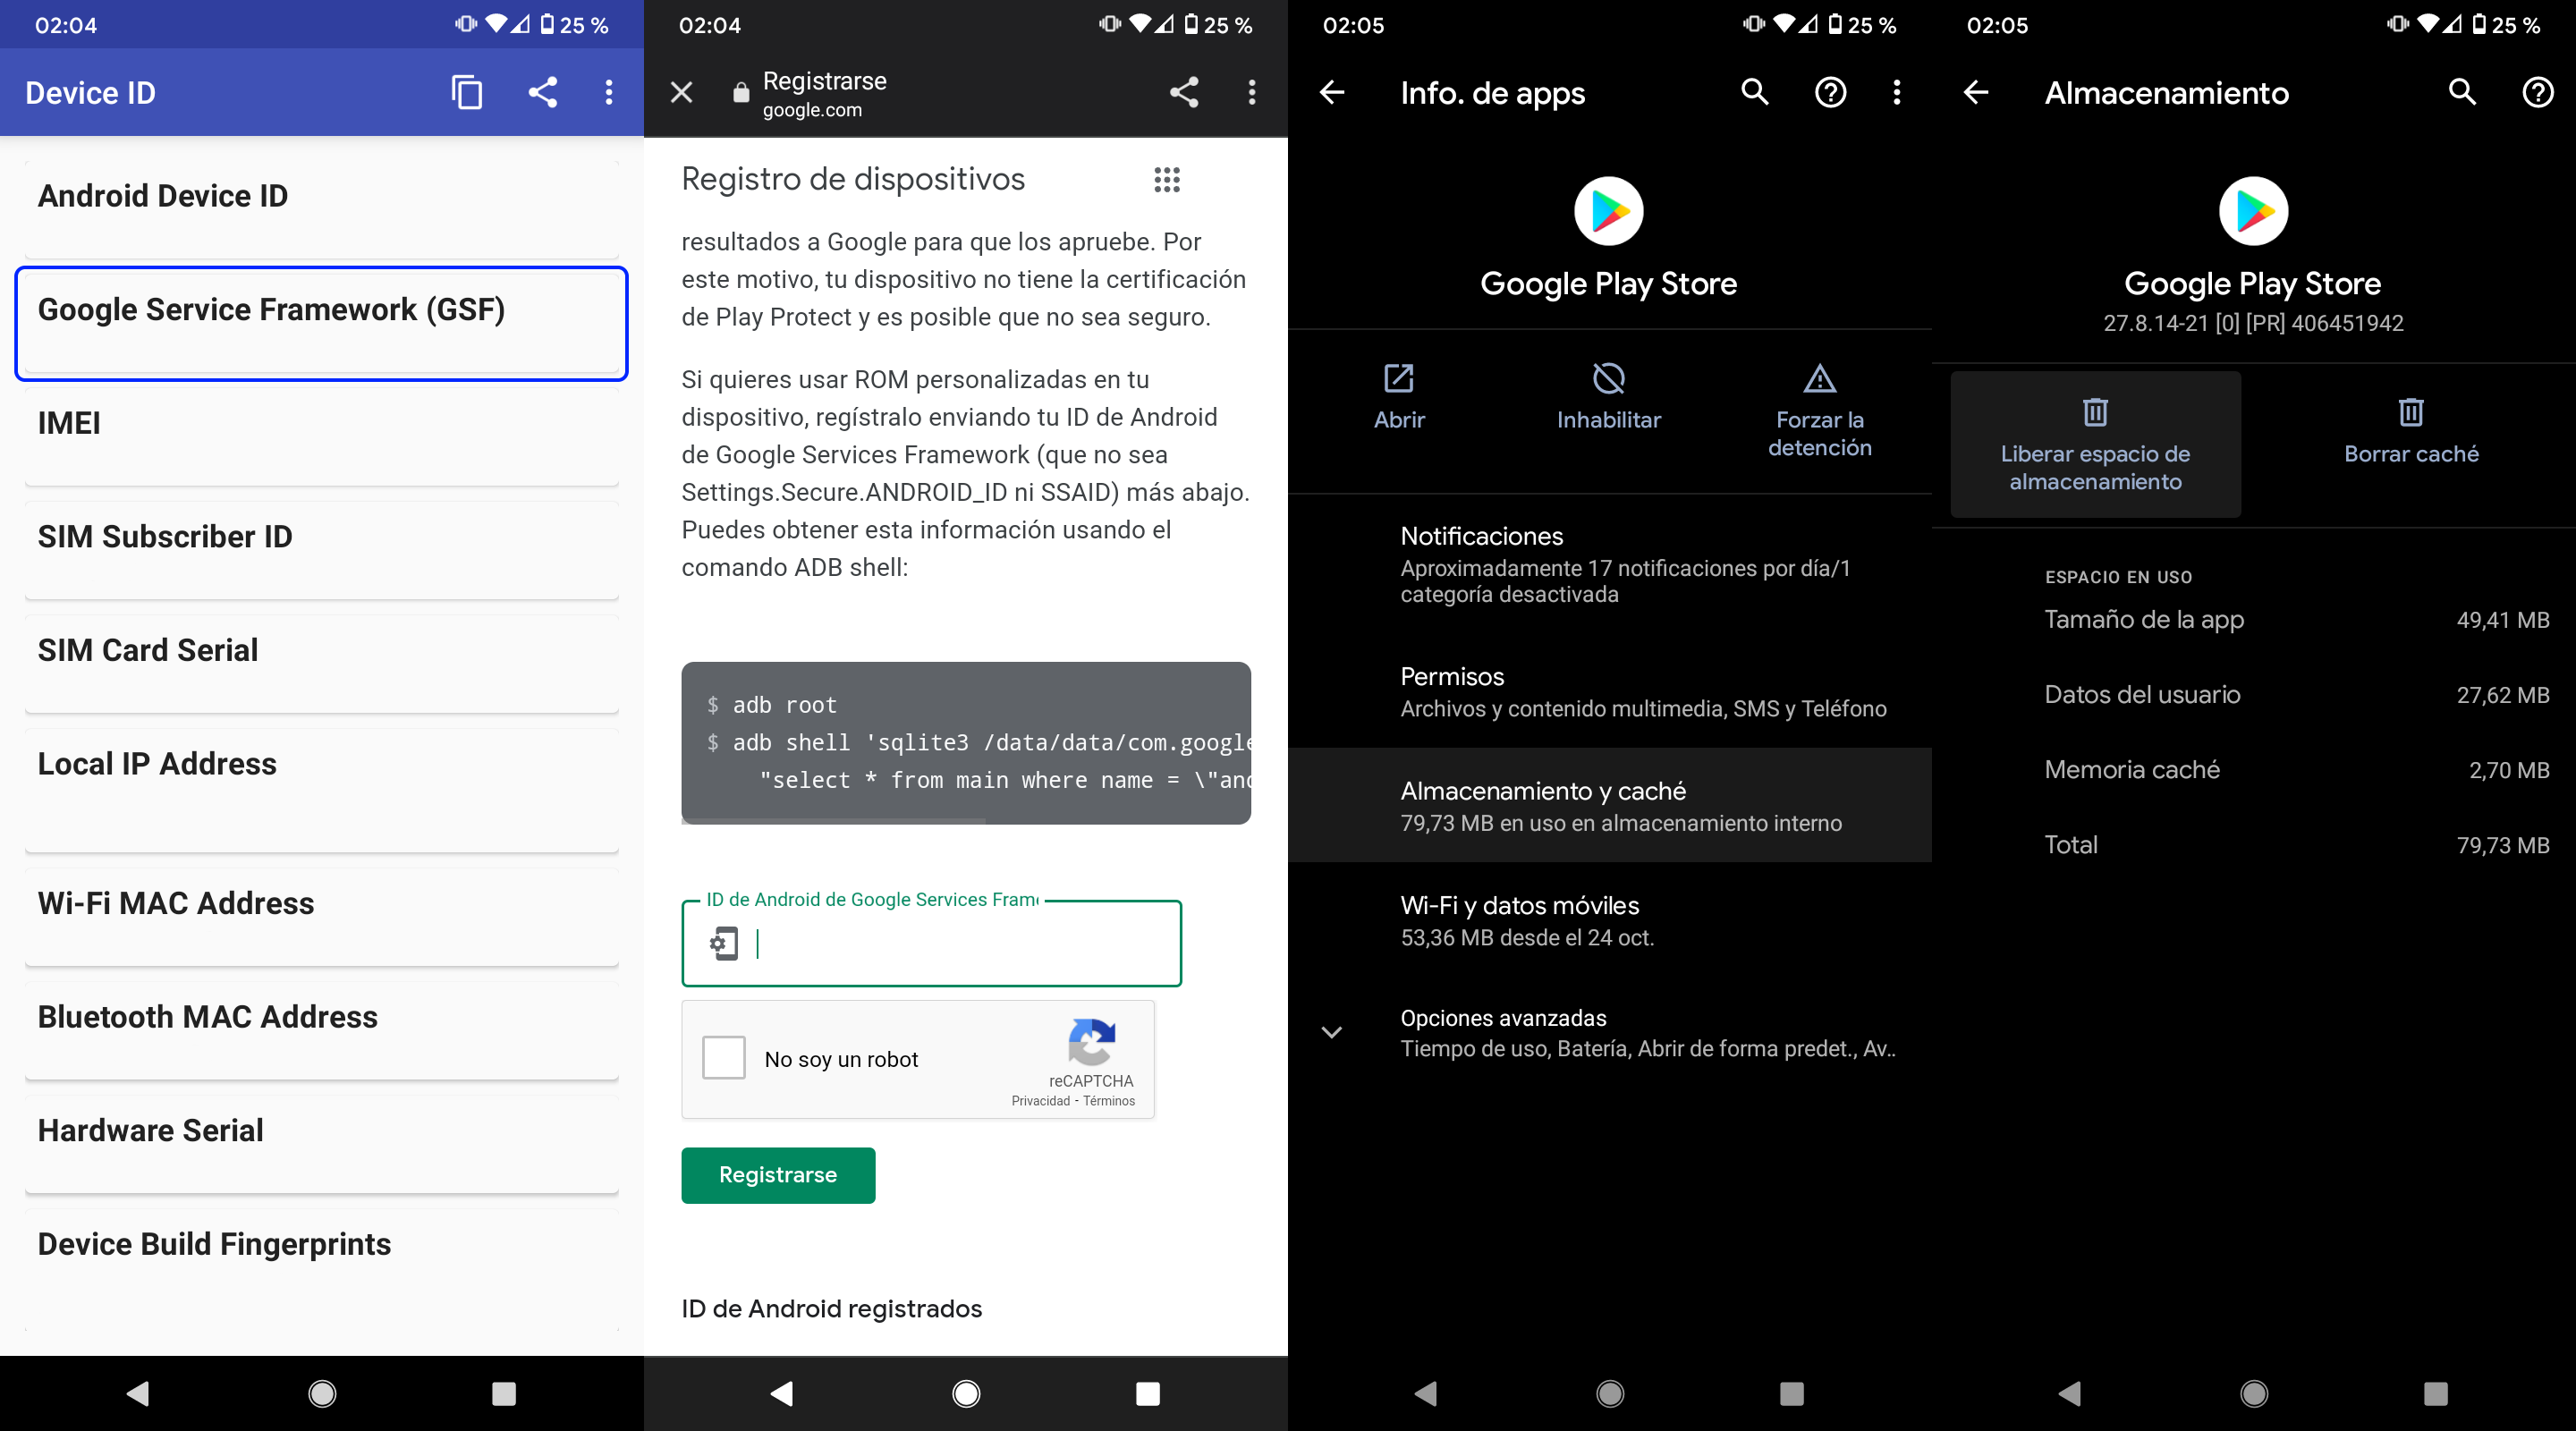 02:04
25 %
Device ID
Android Device ID
Google Service Framework (GSF)
IMEI
SIM Subscriber ID
SIM Card Serial
Local IP Address
Wi-Fi MAC Address
Bluetooth MAC Address
Hardware Serial
Device Build Fingerprints
02:04
25 %
Registrarse
google.com
Registro de dispositivos
resultados a Google para que los apruebe. Por
este motivo, tu dispositivo no tiene la certificación
de Play Protect y es posible que no sea seguro.
Si quieres usar ROM personalizadas en tu
dispositivo, regístralo enviando tu ID de Android
de Google Services Framework (que no sea
Settings.Secure.ANDROID_ID ni SSAID) más abajo.
Puedes obtener esta información usando el
comando ADB shell:
$ adb root
$ adb shell 'sqlite3 /data/data/com.google
"select * from main where name = \"and
ID de Android de Google Services Fram
No soy un robot
reCAPTCHA
Privacidad - Términos
Registrarse
ID de Android registrados
02:05
25 %
Info. de apps
Google Play Store
Abrir
Inhabilitar
Forzar la
detención
Notificaciones
Aproximadamente 17 notificaciones por día/1
categoría desactivada
Permisos
Archivos y contenido multimedia, SMS y Teléfono
Almacenamiento y caché
79,73 MB en uso en almacenamiento interno
Wi-Fi y datos móviles
53,36 MB desde el 24 oct.
Opciones avanzadas
Tiempo de uso, Batería, Abrir de forma predet., Av..
02:05
25 %
Almacenamiento
Google Play Store
27.8.14-21 [0] [PR] 406451942
Liberar espacio de
almacenamiento
Borrar caché
ESPACIO EN USO
Tamaño de la app 49,41 MB
Datos del usuario 27,62 MB
Memoria caché 2,70 MB
Total 79,73 MB